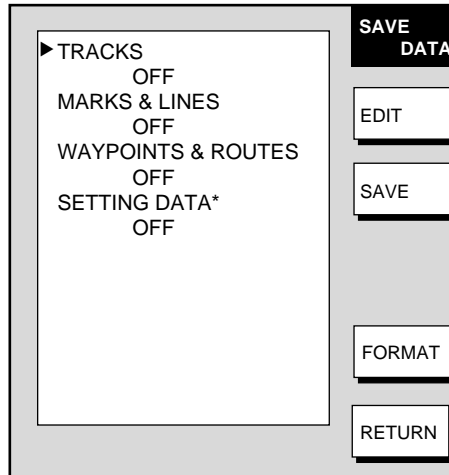 TRACKS
OFF
MARKS & LINES
OFF
WAYPOINTS & ROUTES
OFF
SETTING DATA*
OFF
SAVE
DATA
EDIT
SAVE
FORMAT
RETURN